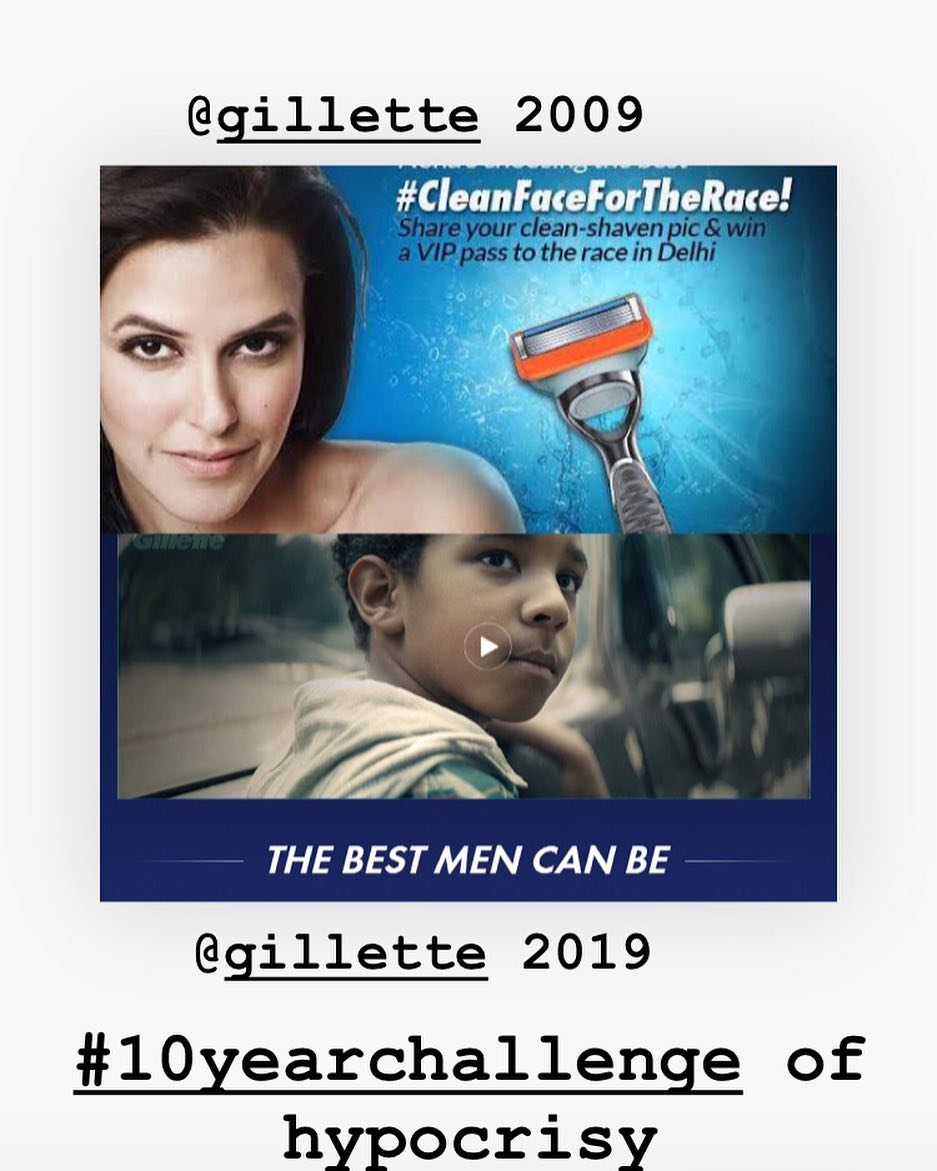 @gillette 2009
#CleanFaceForTheRace!
Share your clean-shaven pic & win
a VIP pass to the race in Delhi
Gillette
THE BEST MEN CAN BE
@gillette 2019
#10yearchallenge of
hypocrisy